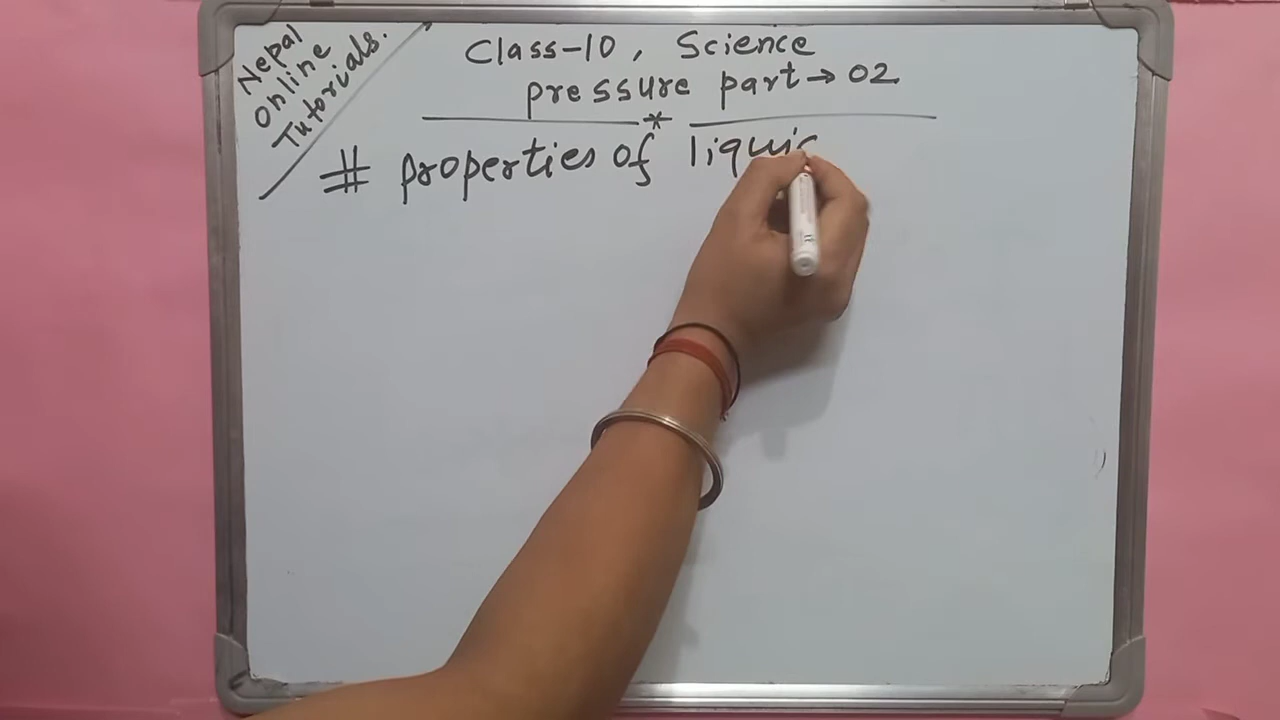 Nepal
Online
Tutorials.
Class-10, Science
pressure part→02
*
# properties of liqui